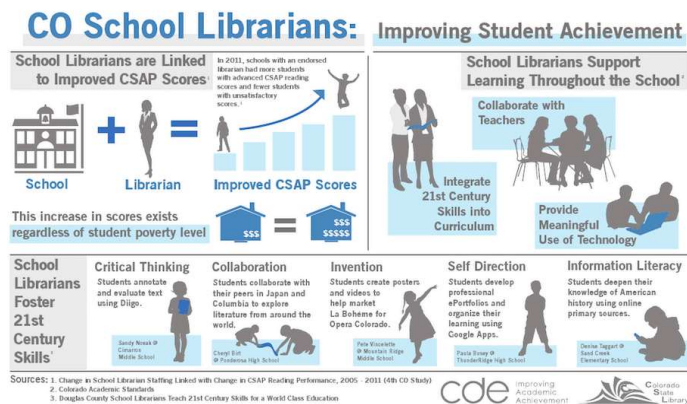 CO School Librarians: Improving Student Achievement
School Librarians are Linked
to Improved CSAP Scores¹
In 2011, schools with an endorsed
librarian had more students
with advanced CSAP reading
scores and fewer students
with unsatisfactory
scores.¹
School
Librarian
Improved CSAP Scores
This increase in scores exists
regardless of student poverty level
$$$
$$$
$$$$$
School Librarians Support
Learning Throughout the School²
Collaborate with
Teachers
Integrate
21st Century
Skills into
Curriculum
Provide
Meaningful
Use of Technology
School
Librarians
Foster
21st
Century
Skills³
Critical Thinking
Students annotate
and evaluate text
using Diigo.
Sandy Novak @
Cimarron
Middle School
Collaboration
Students collaborate with
their peers in Japan and
Columbia to explore
literature from around the
world.
Cheryl Birt
@ Ponderosa High School
Invention
Students create posters
and videos to
help market
La Bohème for
Opera Colorado.
@ Mountain Ridge
Middle School
Self Direction
Students develop
professional
ePortfolios and
organize their
learning using
Google Apps.
@
ThunderRidge High School
Information Literacy
Students deepen their
knowledge of American
history using online
primary sources.
Denise Taggart @
Sand Creek
Elementary School
Sources: 1. Change in School Librarian Staffing Linked with Change in CSAP Reading Performance, 2005 - 2011 (4th CO Study)
2. Colorado Academic Standards
3. Douglas County School Librarians Teach 21st Century Skills for a World Class Education
cde Improving
Academic
Achievement
Colorado
State
Library